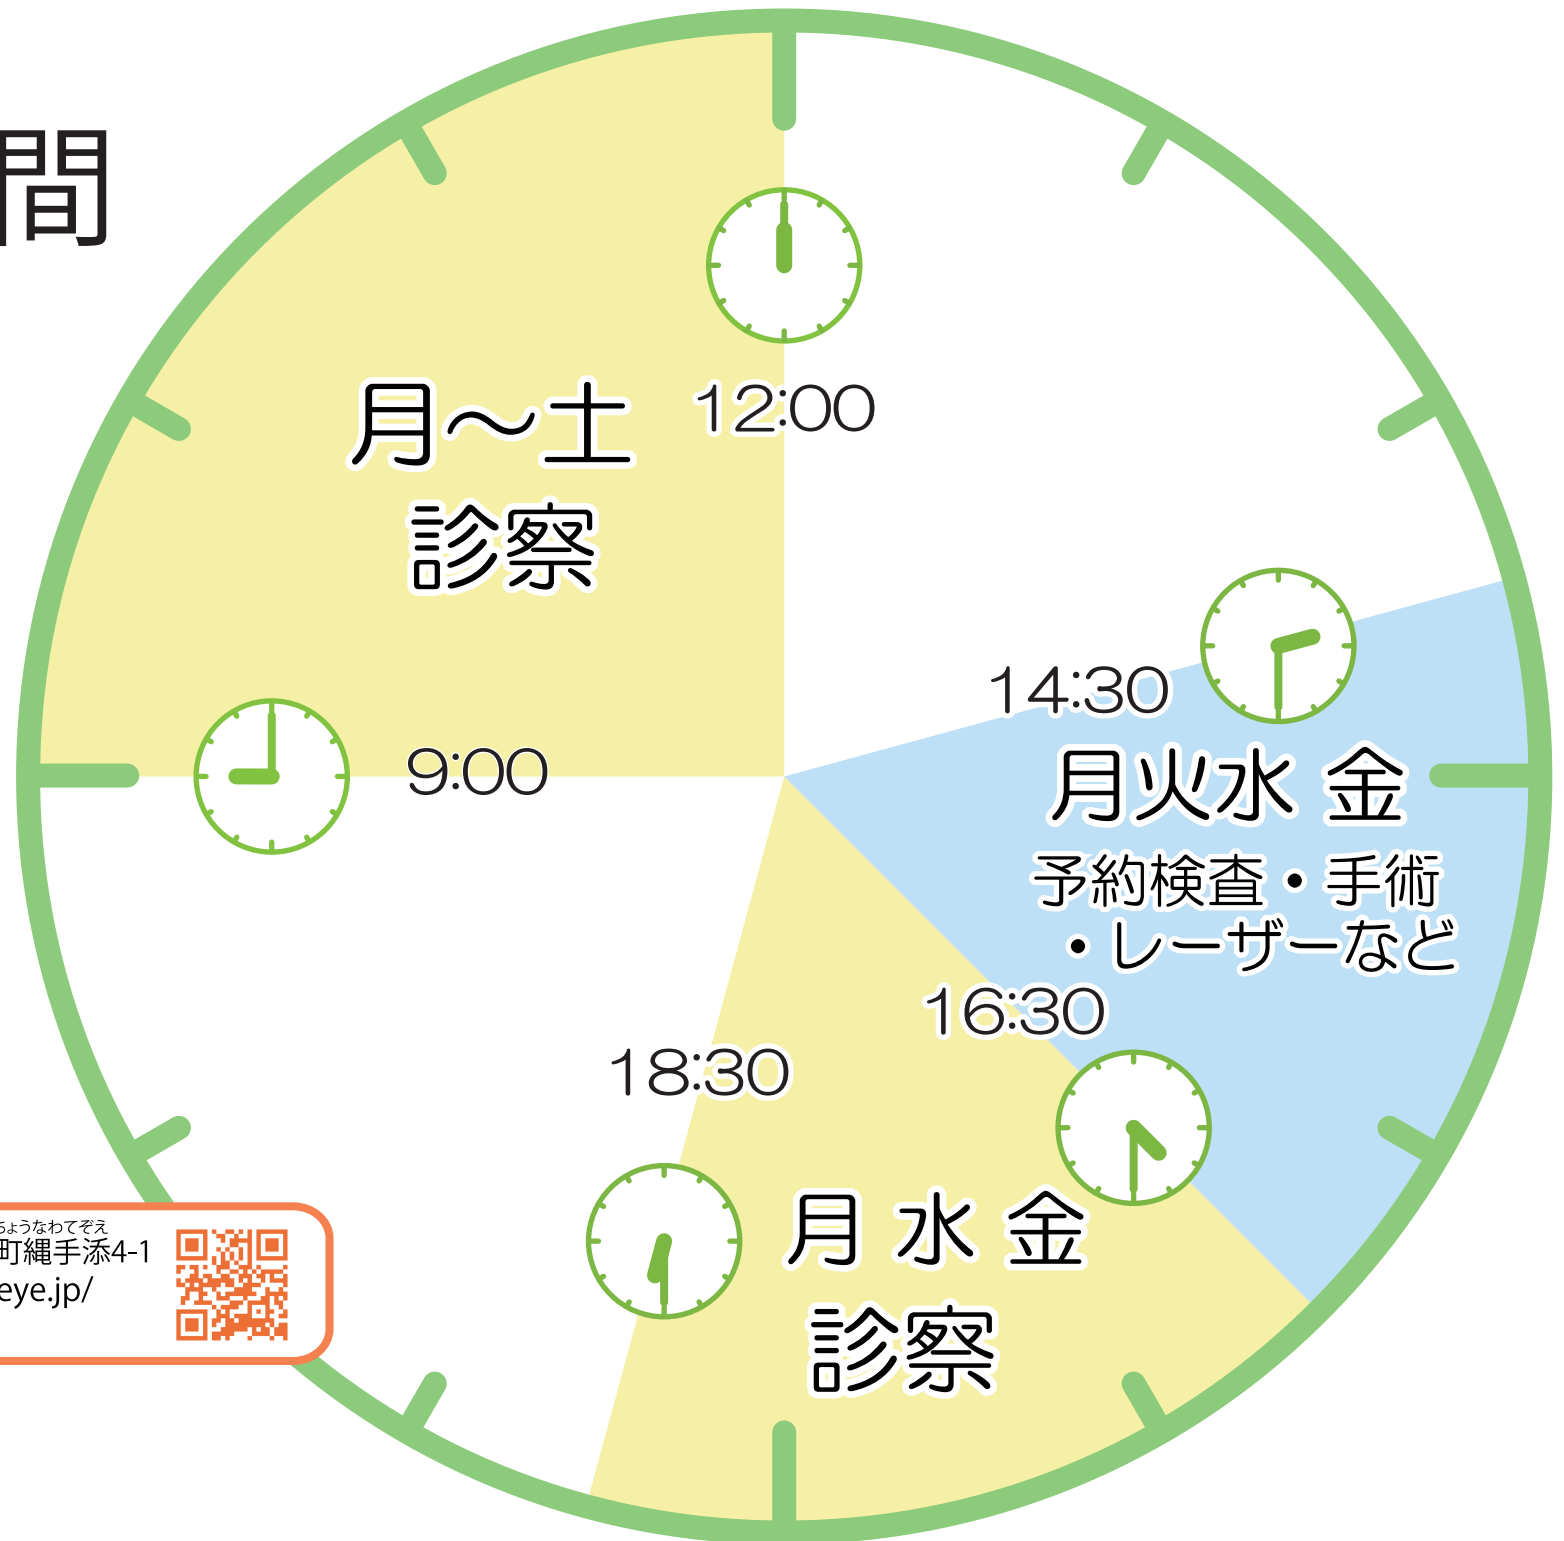 間
12:00
月〜土
診察
9:00
14:30
月火水 金
予約検査・手術
・レーザーなど
16:30
18:30
月 水 金
診察
ちょうなわてぞえ
町縄手添4-1
eye.jp/